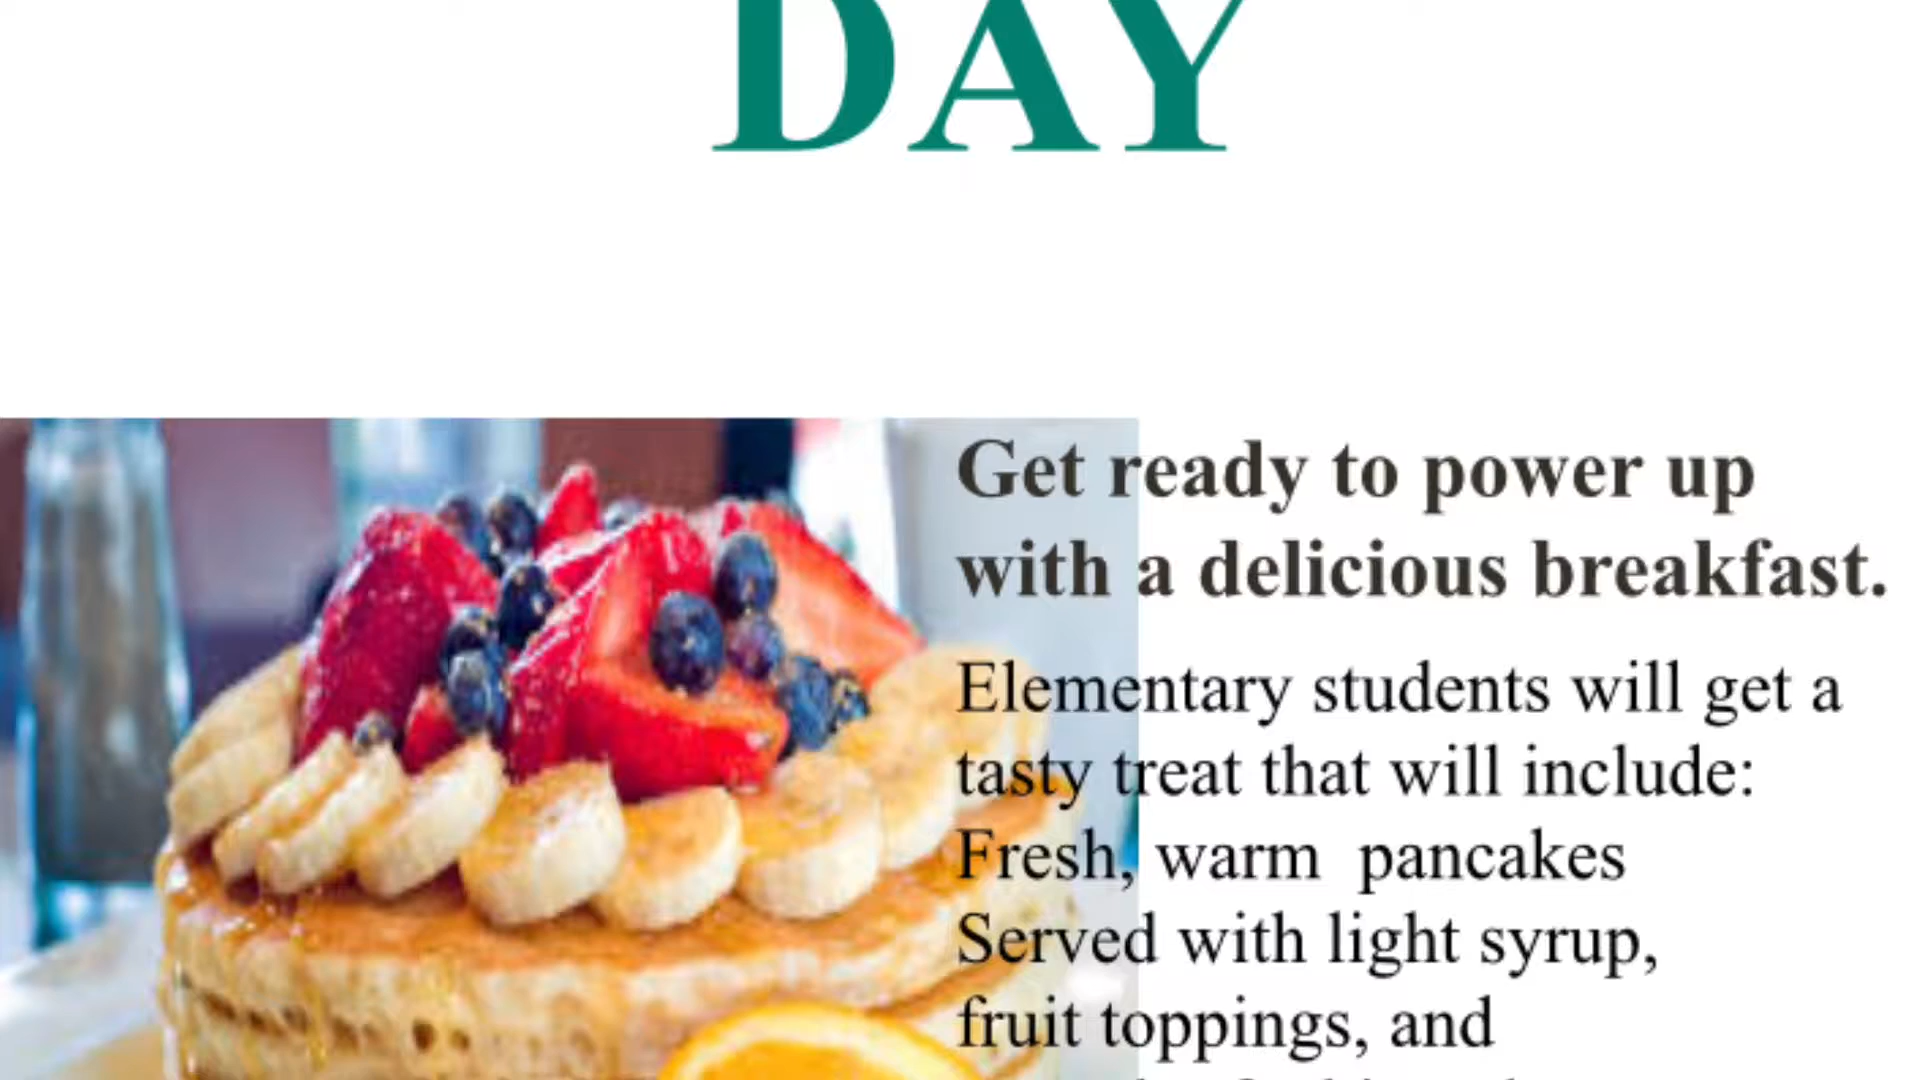 DAY
Get ready to power up
with a delicious breakfast.
Elementary students will get a
tasty treat that will include:
Fresh, warm  pancakes
Served with light syrup,
fruit toppings, and